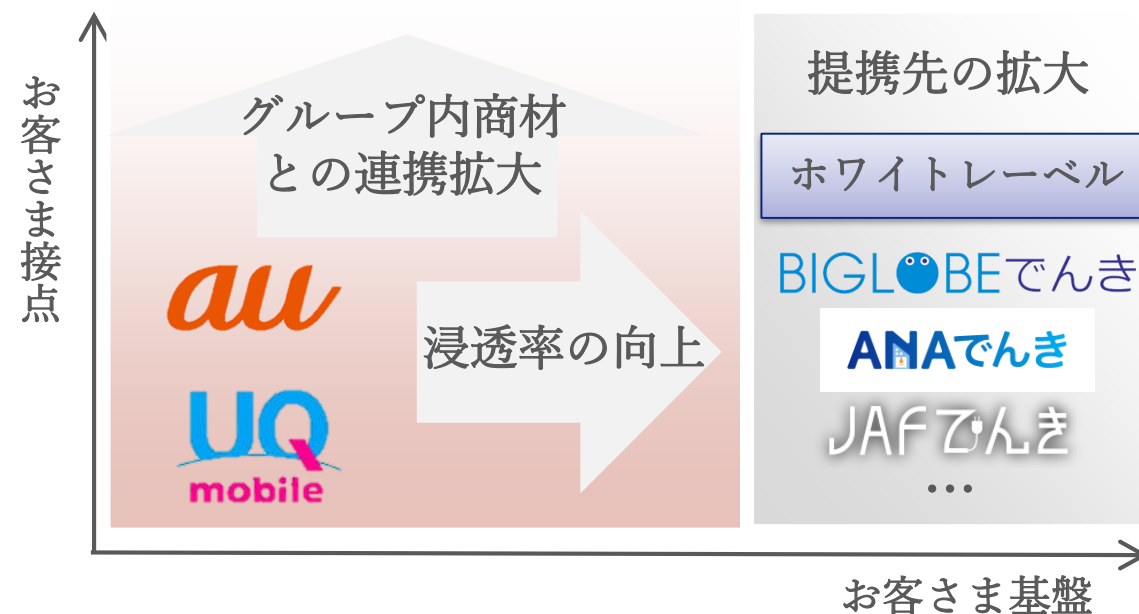 お客さま接点
グループ内商材
との連携拡大
au
浸透率の向上
UQ
mobile
提携先の拡大
ホワイトレーベル
BIGLOBEでんき
ANAでんき
JAFでんき
…
お客さま基盤